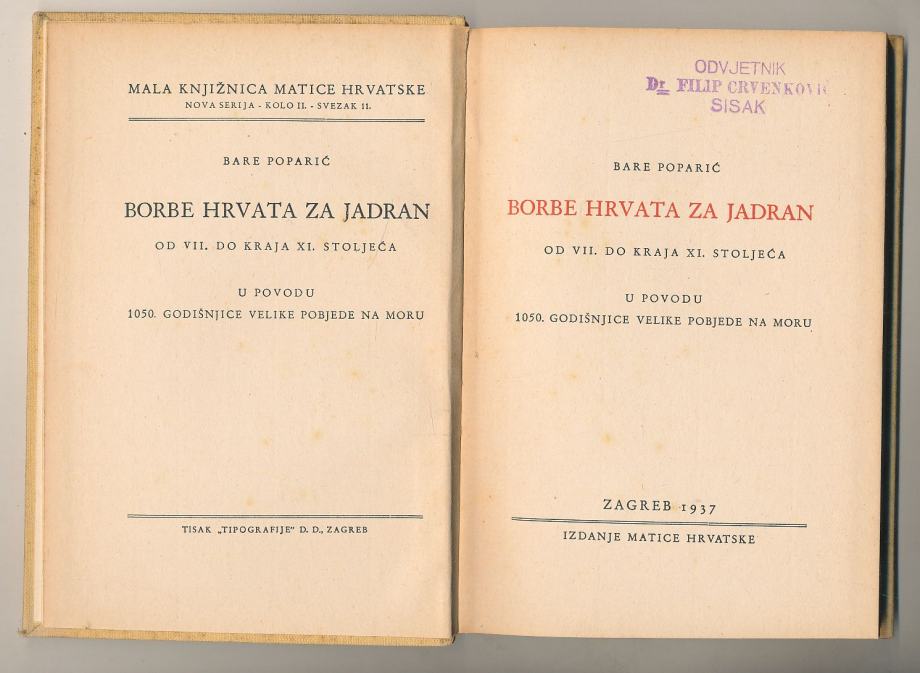 MALA KNJIŽNICA MATICE HRVATSKE
NOVA SERIJA - KOLO II. - SVEZAK 11.
BARE POPARIĆ
BORBE HRVATA ZA JADRAN
OD VII. DO KRAJA XI. STOLJEĆA
U POVODU
1050. GODIŠNJICE VELIKE POBJEDE NA MORU
TISAK „TIPOGRAFIJE" D. D., ZAGREB
ODVJETNIK
Dr FILIP CRVENKOVIĆ
SISAK
BARE POPARIĆ
BORBE HRVATA ZA JADRAN
OD VII. DO KRAJA XI. STOLJEĆA
U POVODU
1050. GODIŠNJICE VELIKE POBJEDE NA MORU
ZAGREB 1937
IZDANJE MATICE HRVATSKE